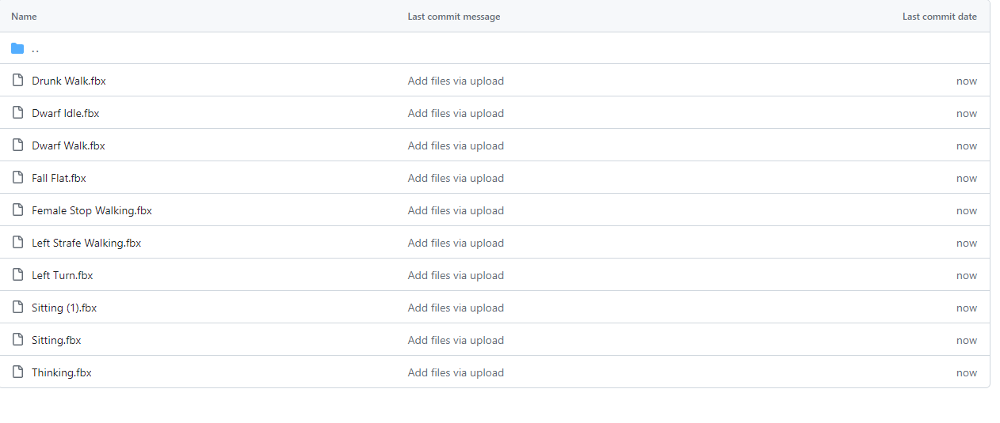 Name Last commit message Last commit date
..
Drunk Walk.fbx Add files via upload now
Dwarf Idle.fbx Add files via upload now
Dwarf Walk.fbx Add files via upload now
Fall Flat.fbx Add files via upload now
Female Stop Walking.fbx Add files via upload now
Left Strafe Walking.fbx Add files via upload now
Left Turn.fbx Add files via upload now
Sitting (1).fbx Add files via upload now
Sitting.fbx Add files via upload now
Thinking.fbx Add files via upload now